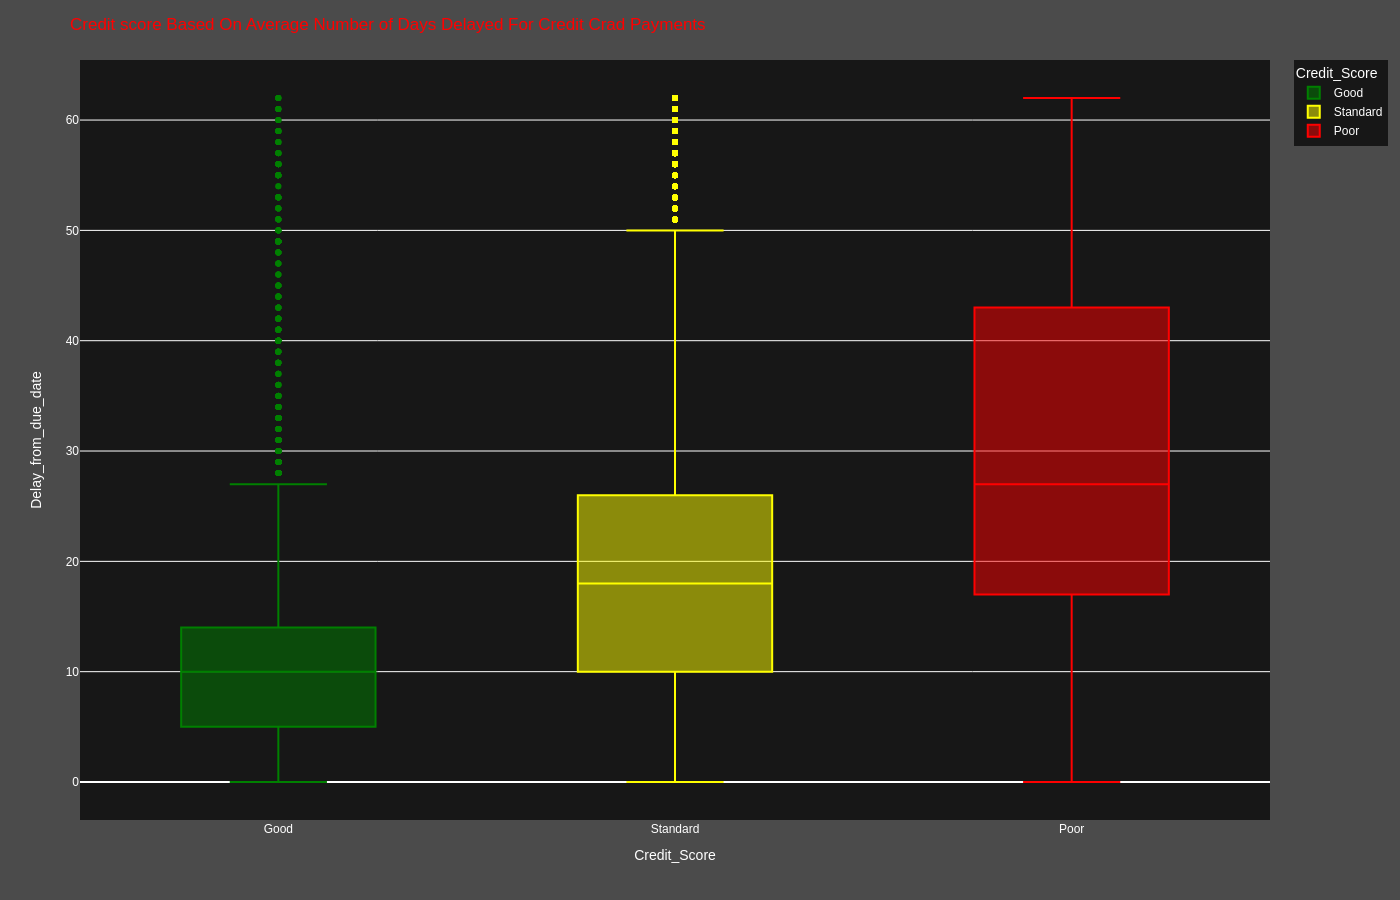 Credit score Based On Average Number of Days Delayed For Credit Crad Payments
Credit_Score
Good
Standard
Poor
60
50
40
30
20
10
0
Delay_from_due_date
Good
Standard
Poor
Credit_Score